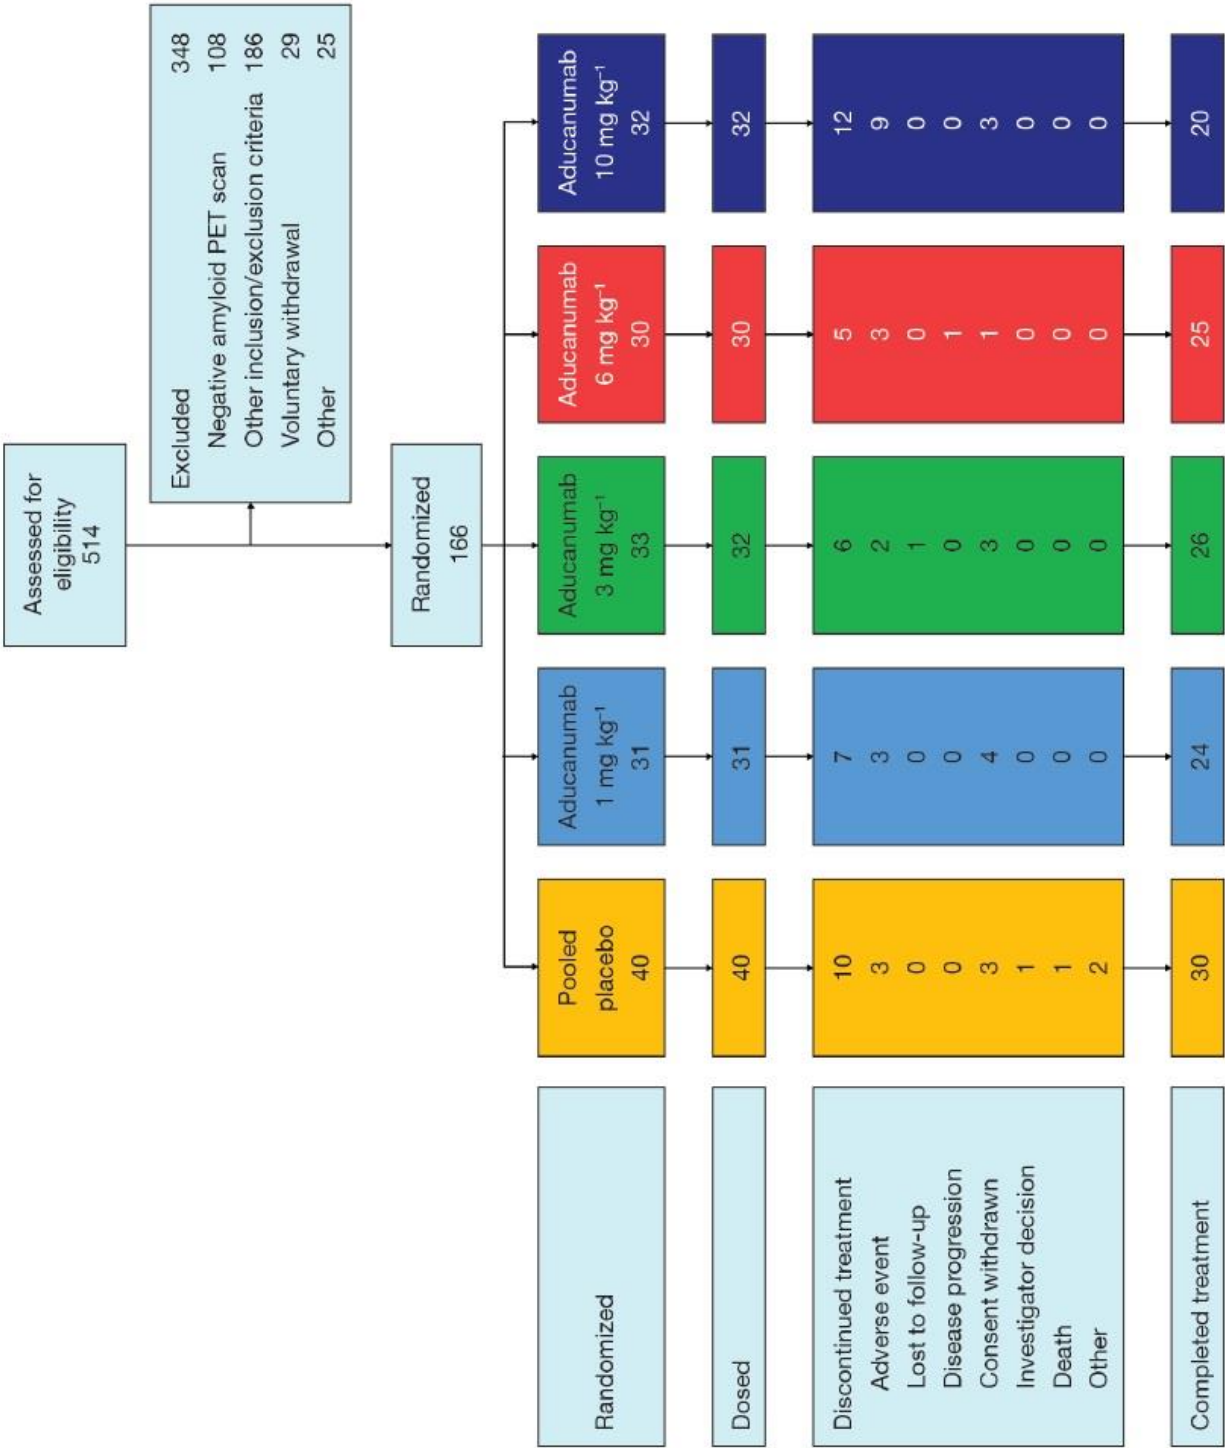 Assessed for
eligibility
514
Excluded 348
Negative amyloid PET scan 108
Other inclusion/exclusion criteria 186
Voluntary withdrawal 29
Other 25
Randomized
166
Randomized
Pooled
placebo
40
Aducanumab
1 mg kg⁻¹
31
Aducanumab
3 mg kg⁻¹
33
Aducanumab
6 mg kg⁻¹
30
Aducanumab
10 mg kg⁻¹
32
Dosed 40 31 32 30 32
Discontinued treatment 10 7 6 5 12
Adverse event 3 3 2 3 9
Lost to follow-up 0 0 1 0 0
Disease progression 0 0 0 1 0
Consent withdrawn 3 4 3 1 3
Investigator decision 1 0 0 0 0
Death 1 0 0 0 0
Other 2 0 0 0 0
Completed treatment 30 24 26 25 20